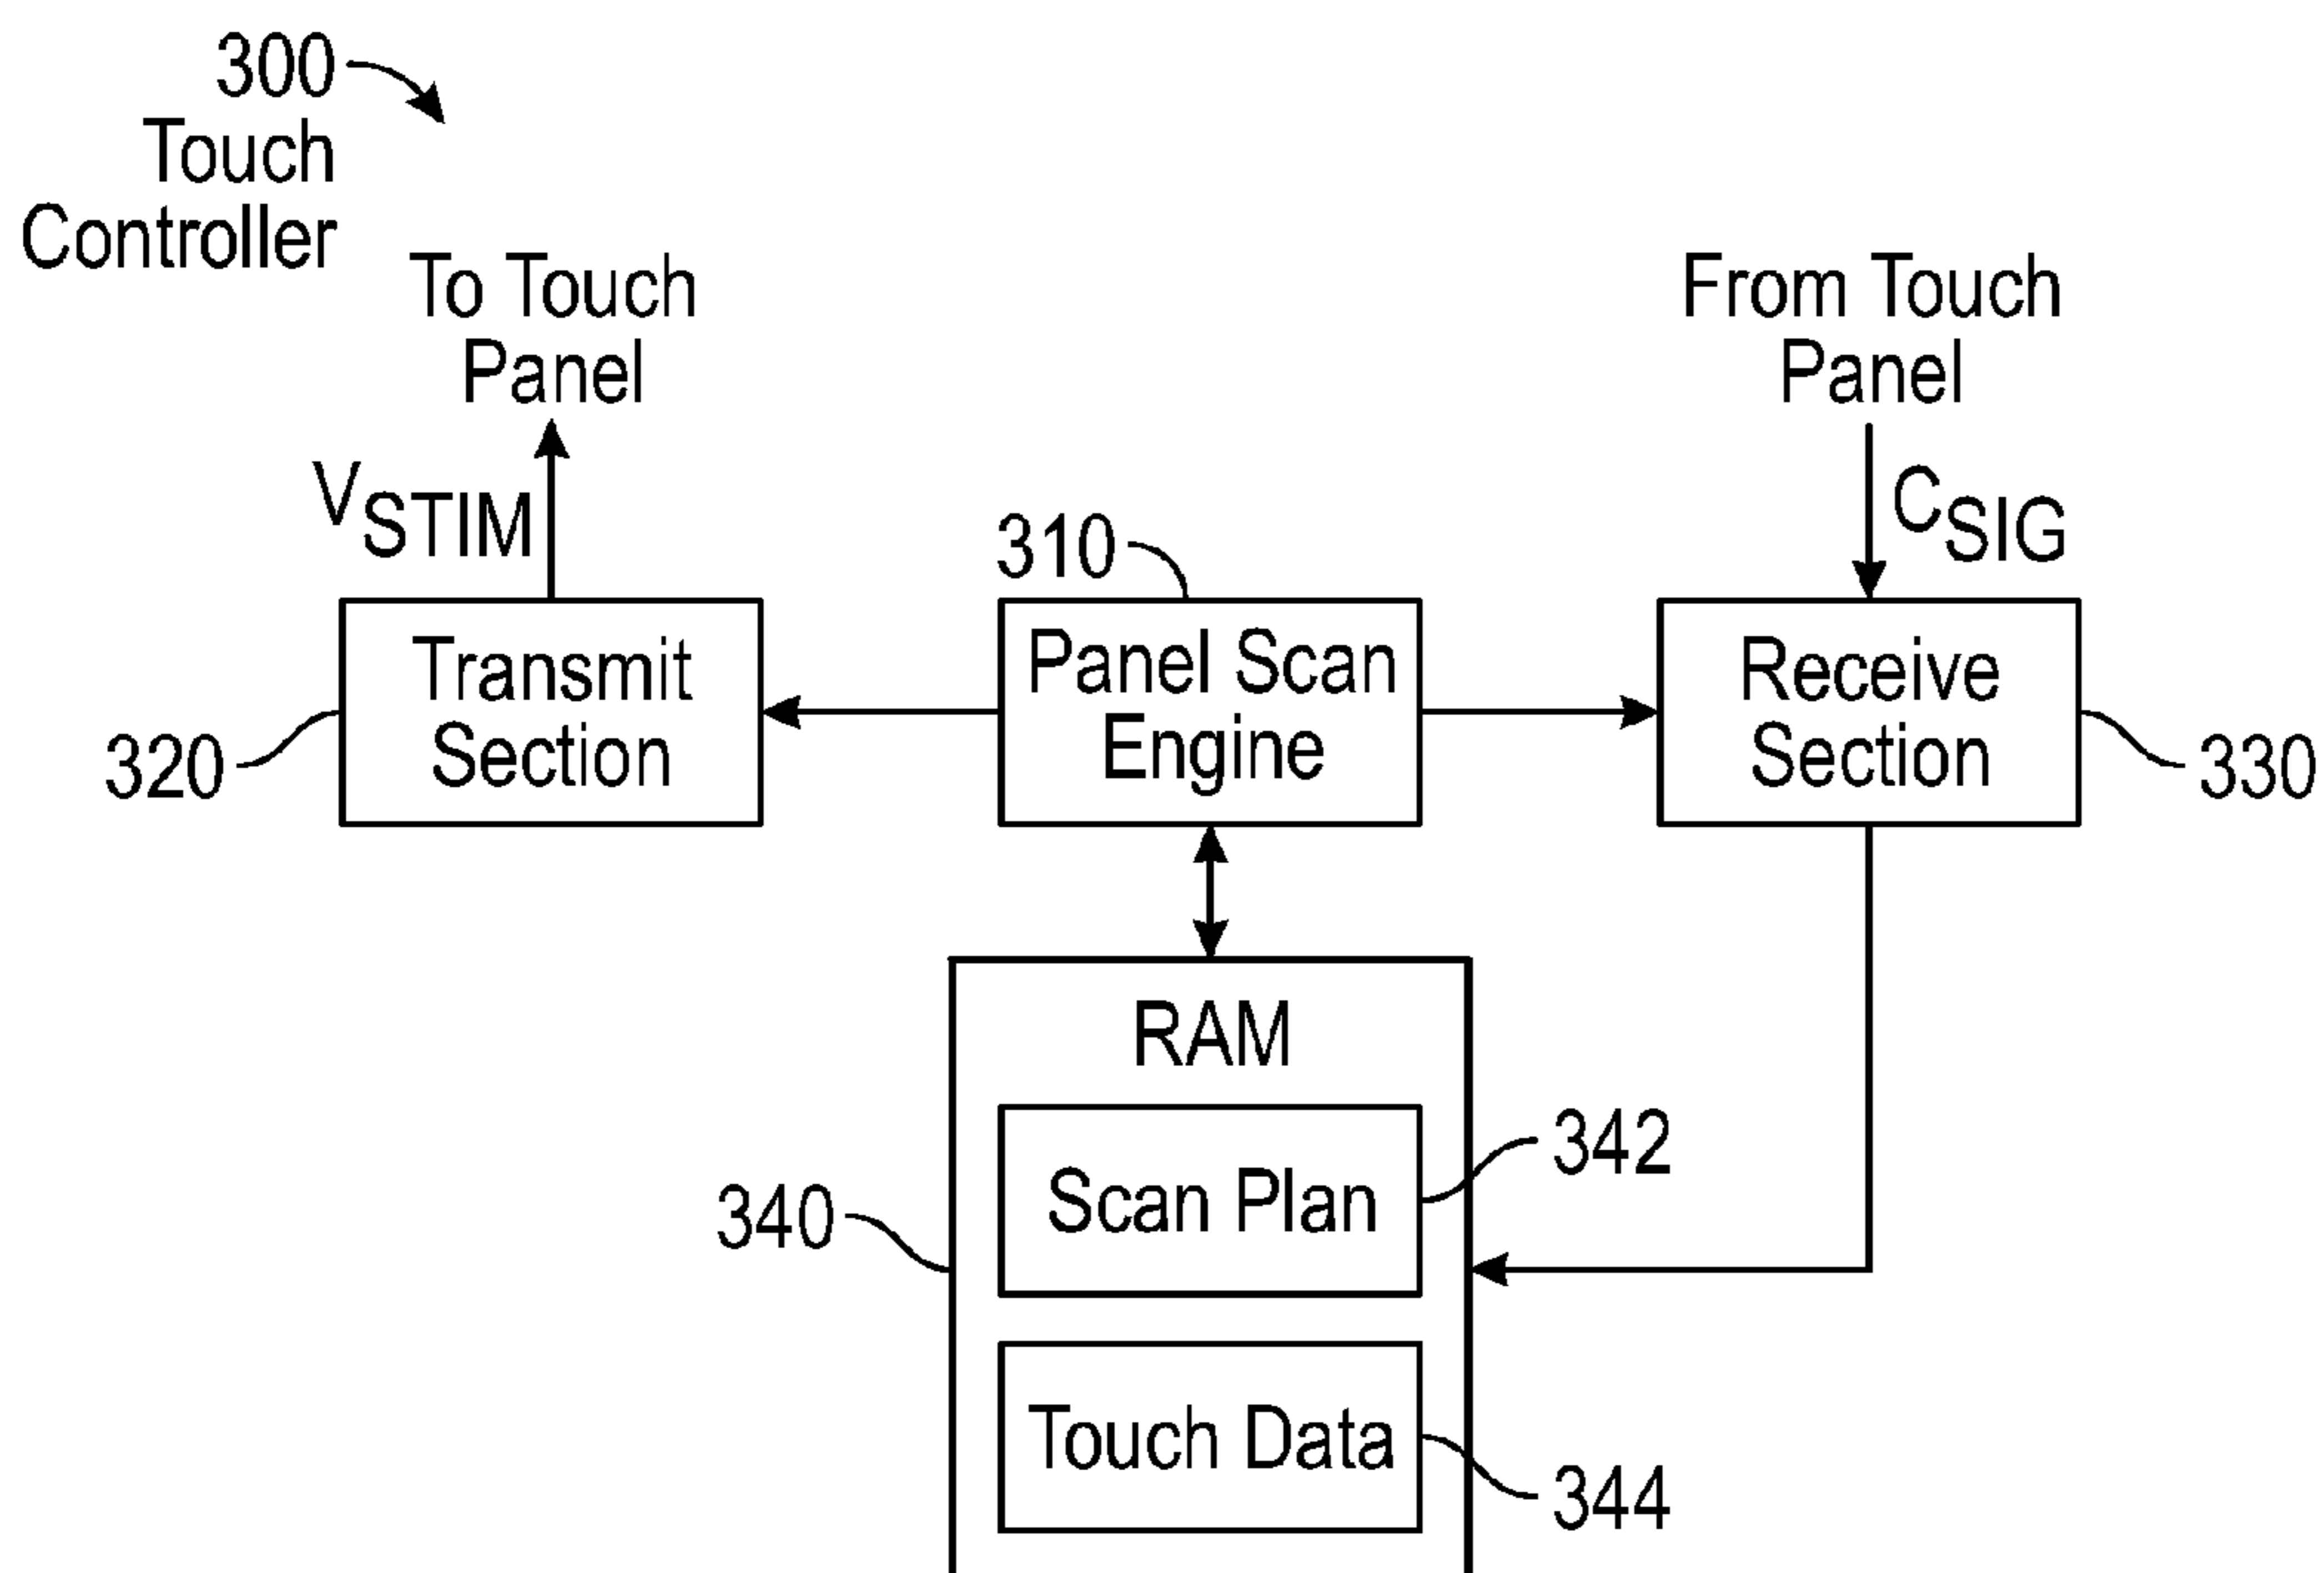 300
Touch
Controller
To Touch
Panel
From Touch
Panel
VSTIM
CSIG
310
Transmit
Section
Panel Scan
Engine
Receive
Section
320
330
RAM
Scan Plan
342
340
Touch Data
344